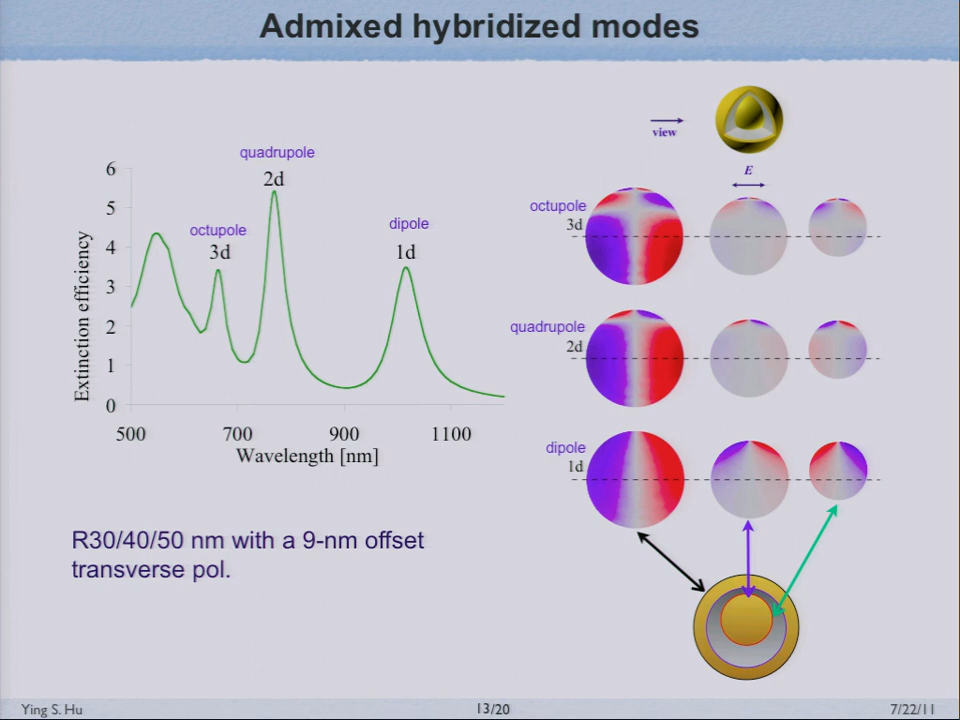 Admixed hybridized modes
view
E
6
5
4
3
2
1
0
Extinction efficiency
quadrupole
2d
octupole
3d
dipole
1d
500
700
900
1100
Wavelength [nm]
octupole
3d
quadrupole
2d
dipole
1d
R30/40/50 nm with a 9-nm offset
transverse pol.
Ying S. Hu
13/20
7/22/11